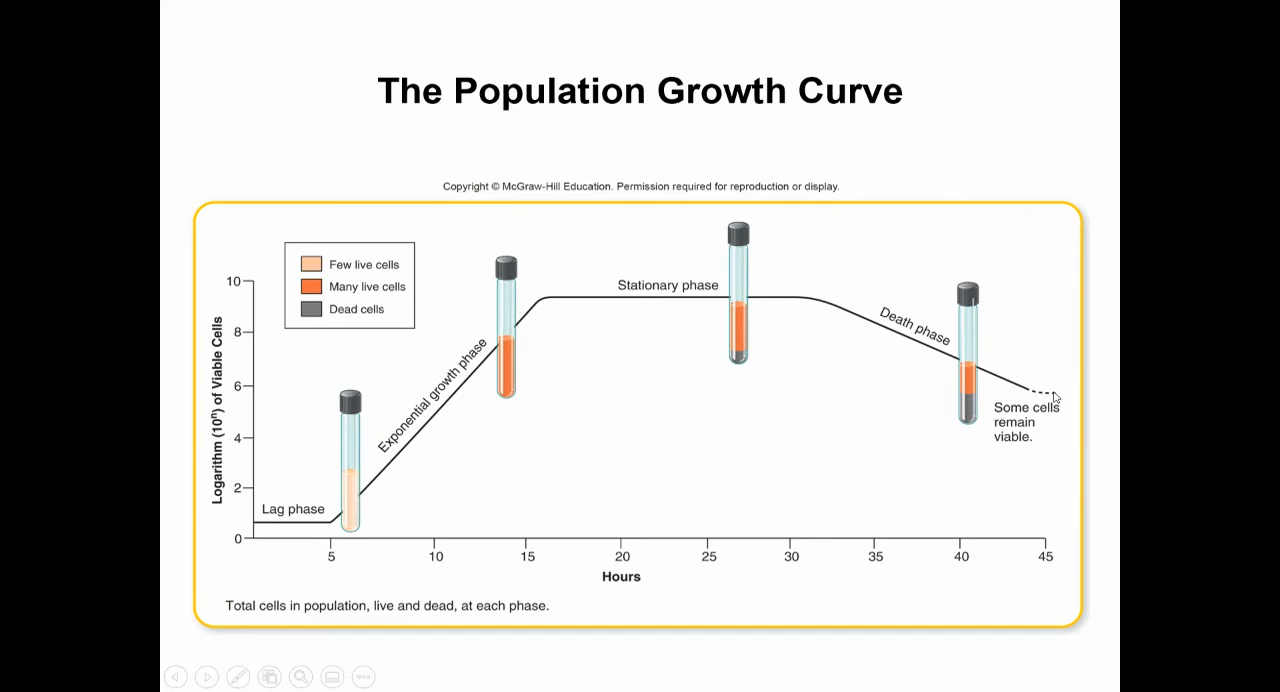 The Population Growth Curve
Copyright © McGraw-Hill Education. Permission required for reproduction or display.
Few live cells
Many live cells
Dead cells
Logarithm (10ⁿ) of Viable Cells
10
8
6
4
2
0
Lag phase
Exponential growth phase
Stationary phase
Death phase
Some cells
remain
viable.
5 10 15 20 25 30 35 40 45
Hours
Total cells in population, live and dead, at each phase.